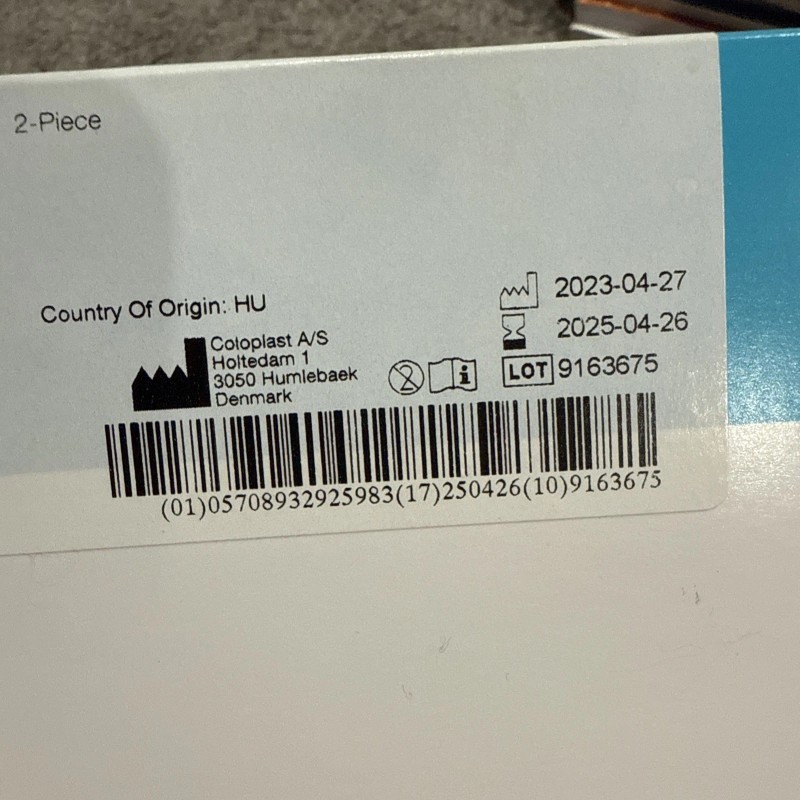 2-Piece
Country Of Origin: HU
Coloplast A/S
Holtedam 1
3050 Humlebaek
Denmark
2
i
2023-04-27
2025-04-26
LOT 9163675
(01)05708932925983(17)250426(10)9163675